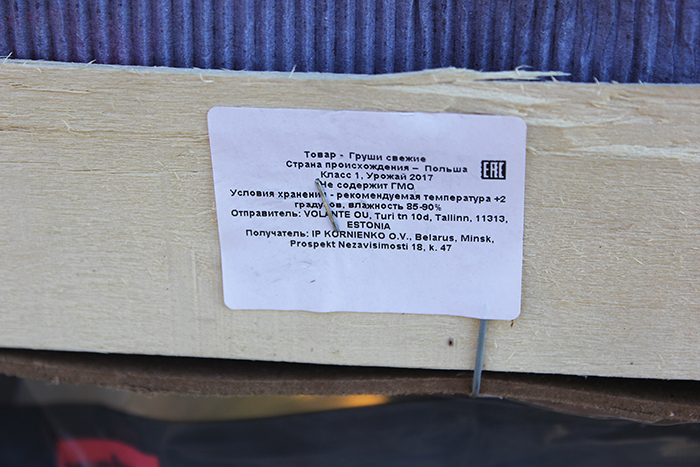 Товар - Груши свежие
Страна происхождения – Польша
Класс 1, Урожай 2017
Не содержит ГМО
Условия хранения - рекомендуемая температура +2
градусов, влажность 85-90%
Отправитель: VOLANTE OU, Turi tn 10d, Tallinn, 11313,
ESTONIA
Получатель: IP KORNIENKO O.V., Belarus, Minsk,
Prospekt Nezavisimosti 18, k. 47
EAC